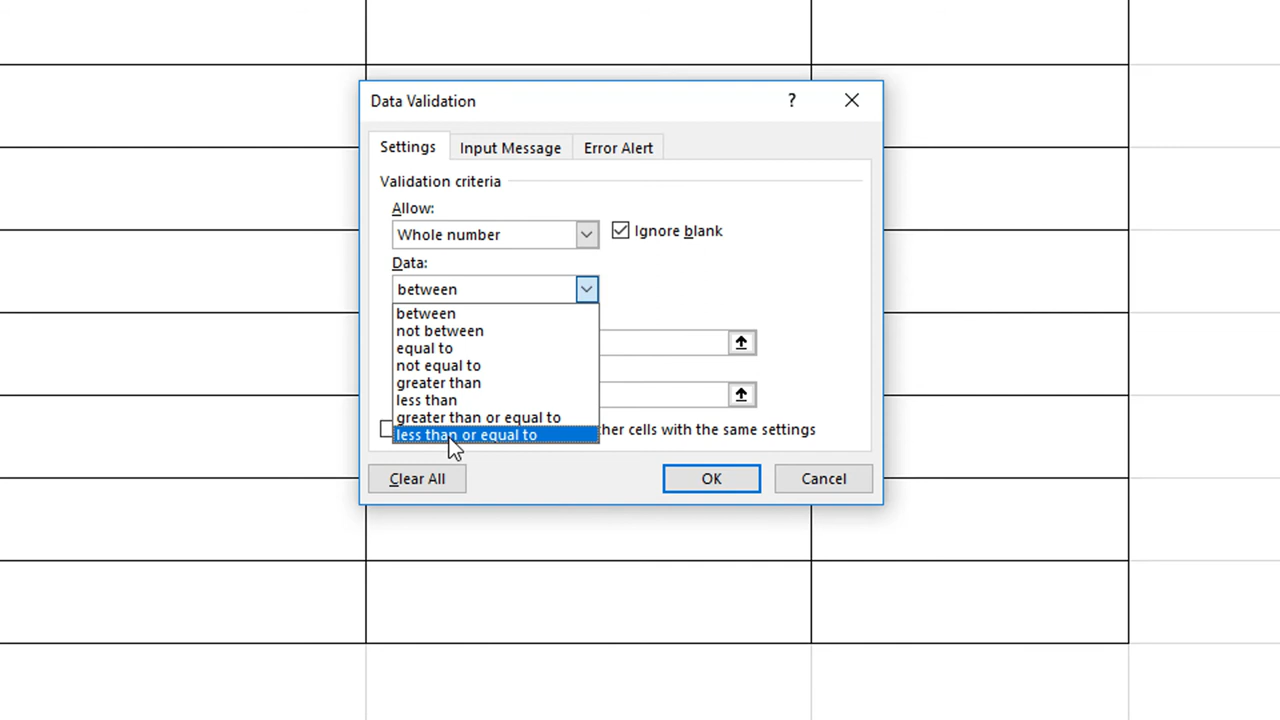 Data Validation ?
Settings Input Message Error Alert
Validation criteria
Allow:
Whole number Ignore blank
Data:
between
between
not between
equal to
not equal to
greater than
less than
greater than or equal to
less than or equal to
her cells with the same settings
Clear All OK Cancel